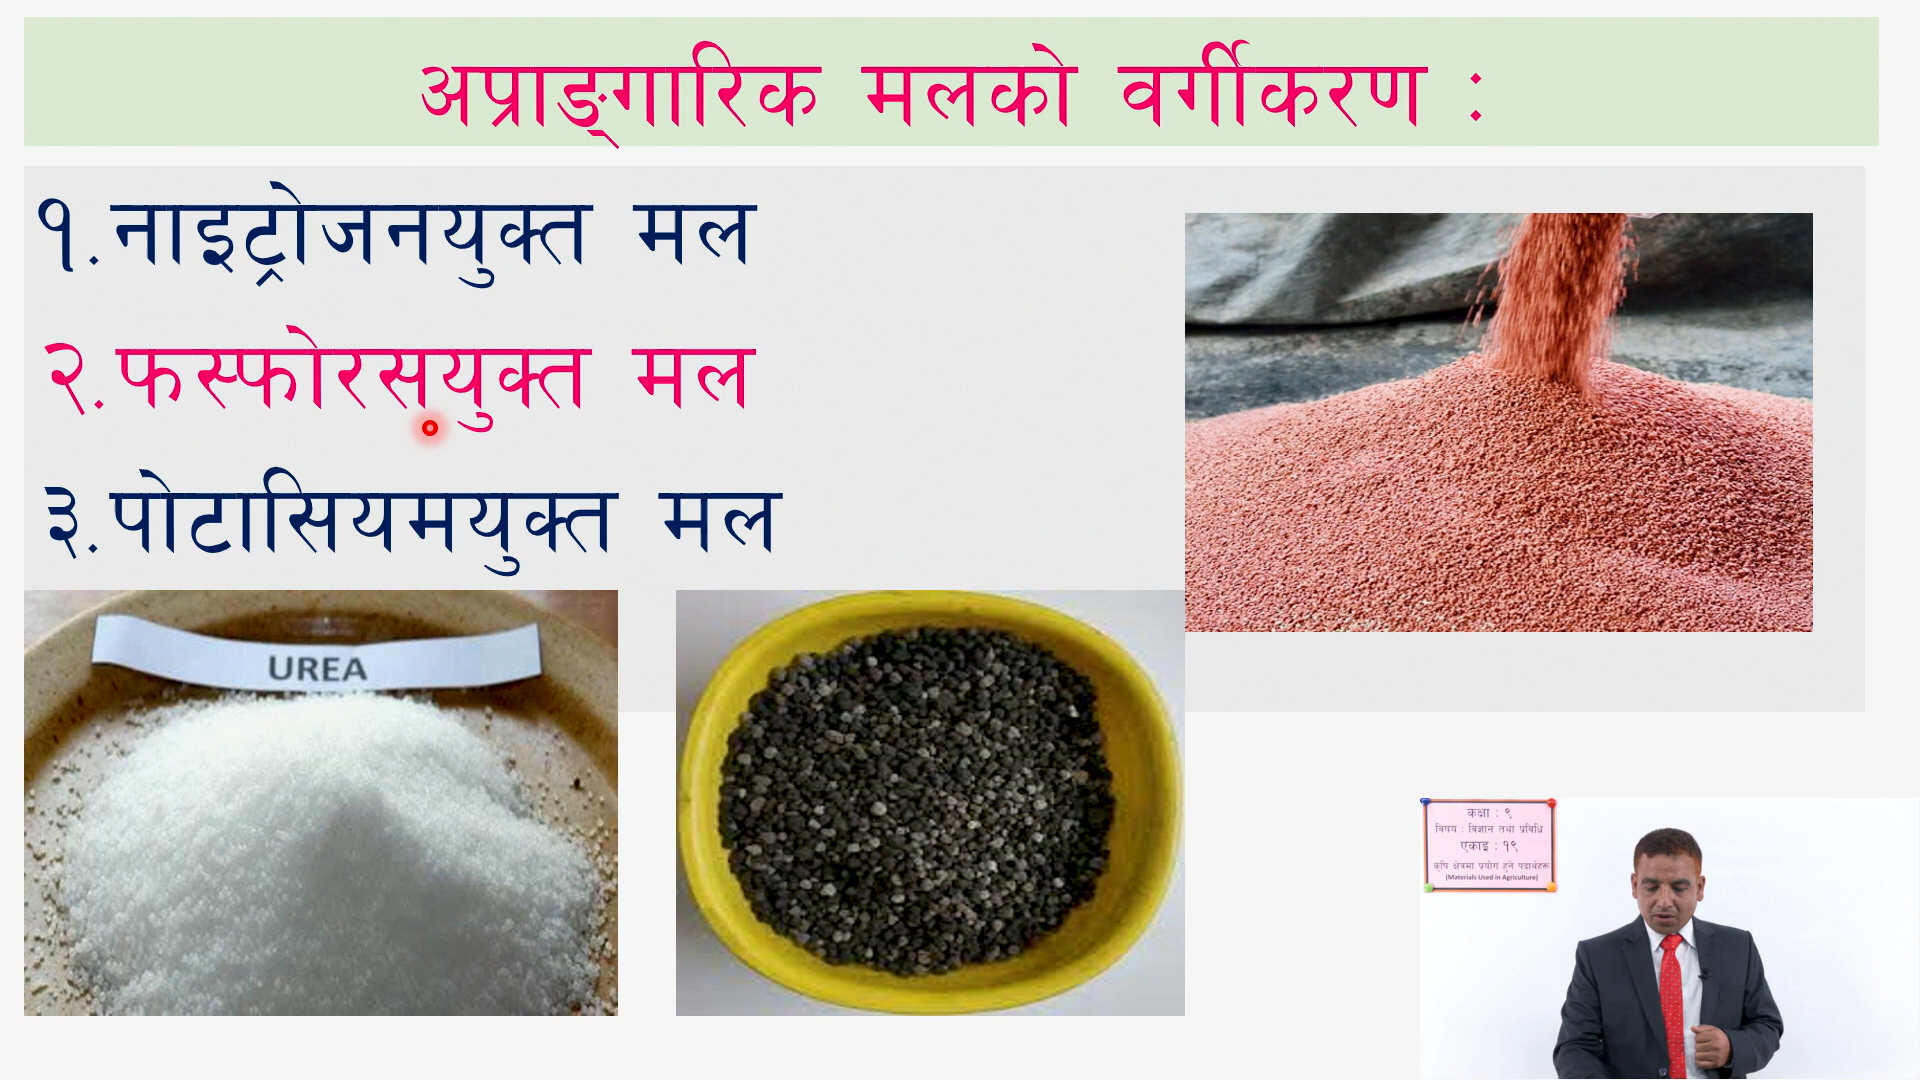 अप्राङ्गारिक मलको वर्गीकरण :
१. नाइट्रोजनयुक्त मल
२. फस्फोरसयुक्त मल
३. पोटासियमयुक्त मल
UREA
कक्षा : ९
विषय : विज्ञान तथा प्रविधि
एकाइ : १९
कृषि क्षेत्रमा प्रयोग हुने पदार्थहरू
(Materials Used in Agriculture)